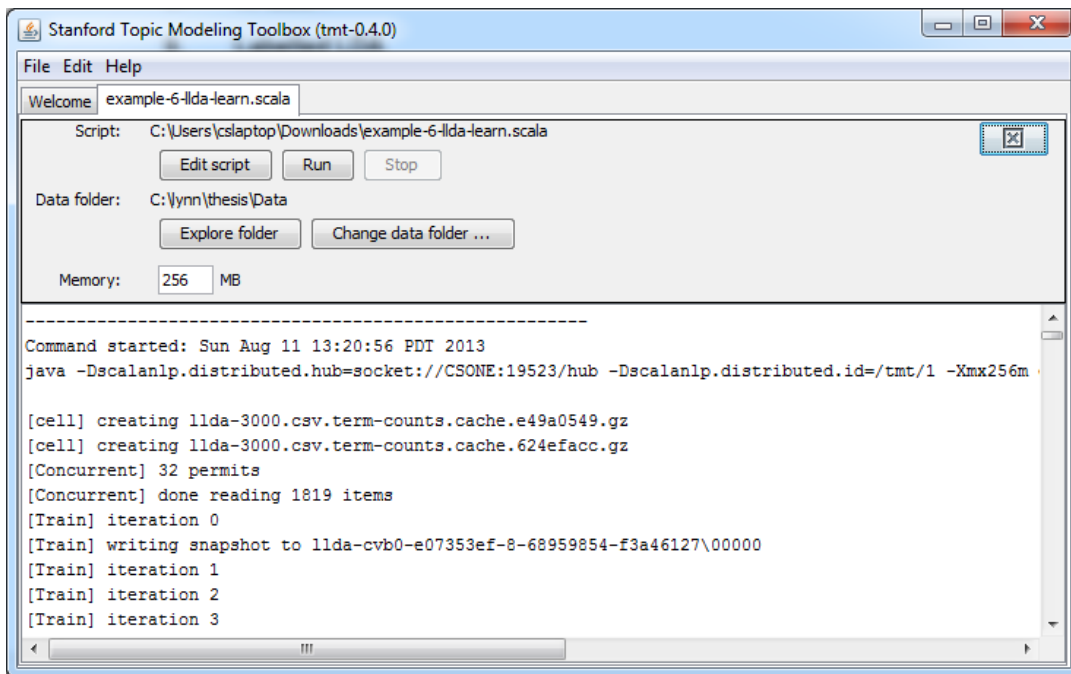 Stanford Topic Modeling Toolbox (tmt-0.4.0)
File Edit Help
Welcome example-6-llda-learn.scala
Script: C:\Users\cslaptop\Downloads\example-6-llda-learn.scala
Edit script Run Stop
Data folder: C:\lynn\thesis\Data
Explore folder Change data folder ...
Memory: 256 MB
-------------------------------------------------------
Command started: Sun Aug 11 13:20:56 PDT 2013
java -Dscalanlp.distributed.hub=socket://CSONE:19523/hub -Dscalanlp.distributed.id=/tmt/1 -Xmx256m
[cell] creating llda-3000.csv.term-counts.cache.e49a0549.gz
[cell] creating llda-3000.csv.term-counts.cache.624efacc.gz
[Concurrent] 32 permits
[Concurrent] done reading 1819 items
[Train] iteration 0
[Train] writing snapshot to llda-cvb0-e07353ef-8-68959854-f3a46127\00000
[Train] iteration 1
[Train] iteration 2
[Train] iteration 3